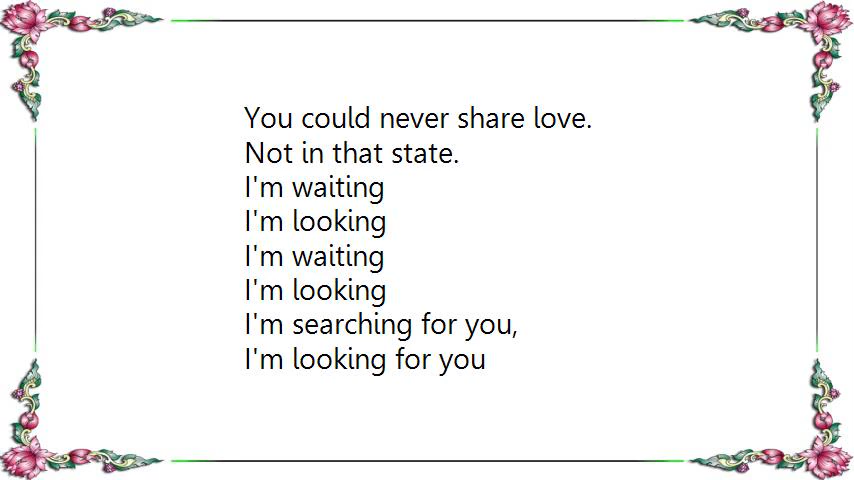 You could never share love.
Not in that state.
I'm waiting
I'm looking
I'm waiting
I'm looking
I'm searching for you,
I'm looking for you